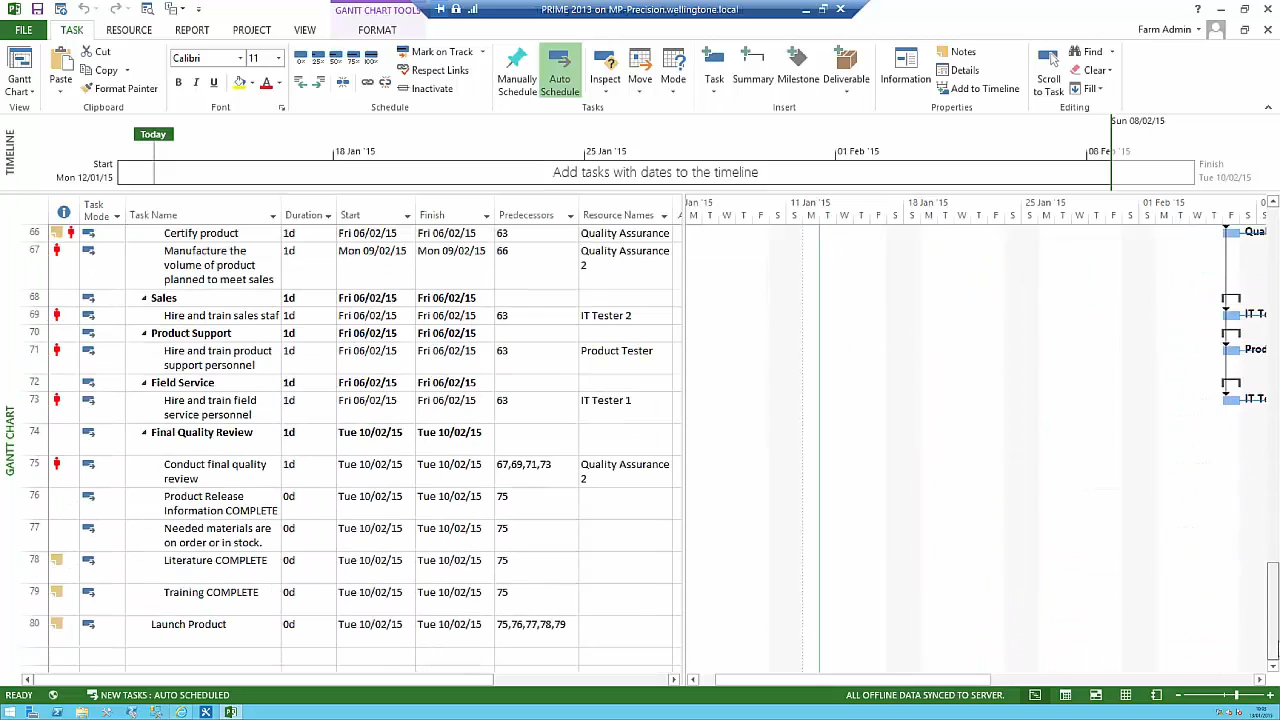 GANTT CHART TOOLS
PRIME 2013 on MP-Precision.wellingtone.local
FILE TASK RESOURCE REPORT PROJECT VIEW FORMAT
Farm Admin
Gantt Chart
Paste
Cut
Copy
Format Painter
Calibri 11
B I U
Mark on Track
Respect Links
Inactivate
Manually Schedule
Auto Schedule
Inspect
Move
Mode
Task
Summary
Milestone
Deliverable
Information
Notes
Details
Add to Timeline
Scroll to Task
Find
Clear
Fill
View Clipboard Font Schedule Tasks Insert Properties Editing
Sun 08/02/15
TIMELINE
Today
18 Jan '15 25 Jan '15 01 Feb '15 08 Feb '15
Start
Mon 12/01/15
Add tasks with dates to the timeline
Finish
Tue 10/02/15
Task Mode Task Name Duration Start Finish Predecessors Resource Names
Jan '15 11 Jan '15 18 Jan '15 25 Jan '15 01 Feb '15
M T W T F S S M T W T F S S M T W T F S S M T W T F S S M T W T F S S
GANTT CHART
66 Certify product 1d Fri 06/02/15 Fri 06/02/15 63 Quality Assurance
67 Manufacture the volume of product planned to meet sales 1d Mon 09/02/15 Mon 09/02/15 66 Quality Assurance 2
68 Sales 1d Fri 06/02/15 Fri 06/02/15
69 Hire and train sales staf 1d Fri 06/02/15 Fri 06/02/15 63 IT Tester 2
70 Product Support 1d Fri 06/02/15 Fri 06/02/15
71 Hire and train product support personnel 1d Fri 06/02/15 Fri 06/02/15 63 Product Tester
72 Field Service 1d Fri 06/02/15 Fri 06/02/15
73 Hire and train field service personnel 1d Fri 06/02/15 Fri 06/02/15 63 IT Tester 1
74 Final Quality Review 1d Tue 10/02/15 Tue 10/02/15
75 Conduct final quality review 1d Tue 10/02/15 Tue 10/02/15 67,69,71,73 Quality Assurance 2
76 Product Release Information COMPLETE 0d Tue 10/02/15 Tue 10/02/15 75
77 Needed materials are on order or in stock. 0d Tue 10/02/15 Tue 10/02/15 75
78 Literature COMPLETE 0d Tue 10/02/15 Tue 10/02/15 75
79 Training COMPLETE 0d Tue 10/02/15 Tue 10/02/15 75
80 Launch Product 0d Tue 10/02/15 Tue 10/02/15 75,76,77,78,79
Qual
IT Te
Prod
IT Te
READY NEW TASKS : AUTO SCHEDULED ALL OFFLINE DATA SYNCED TO SERVER.